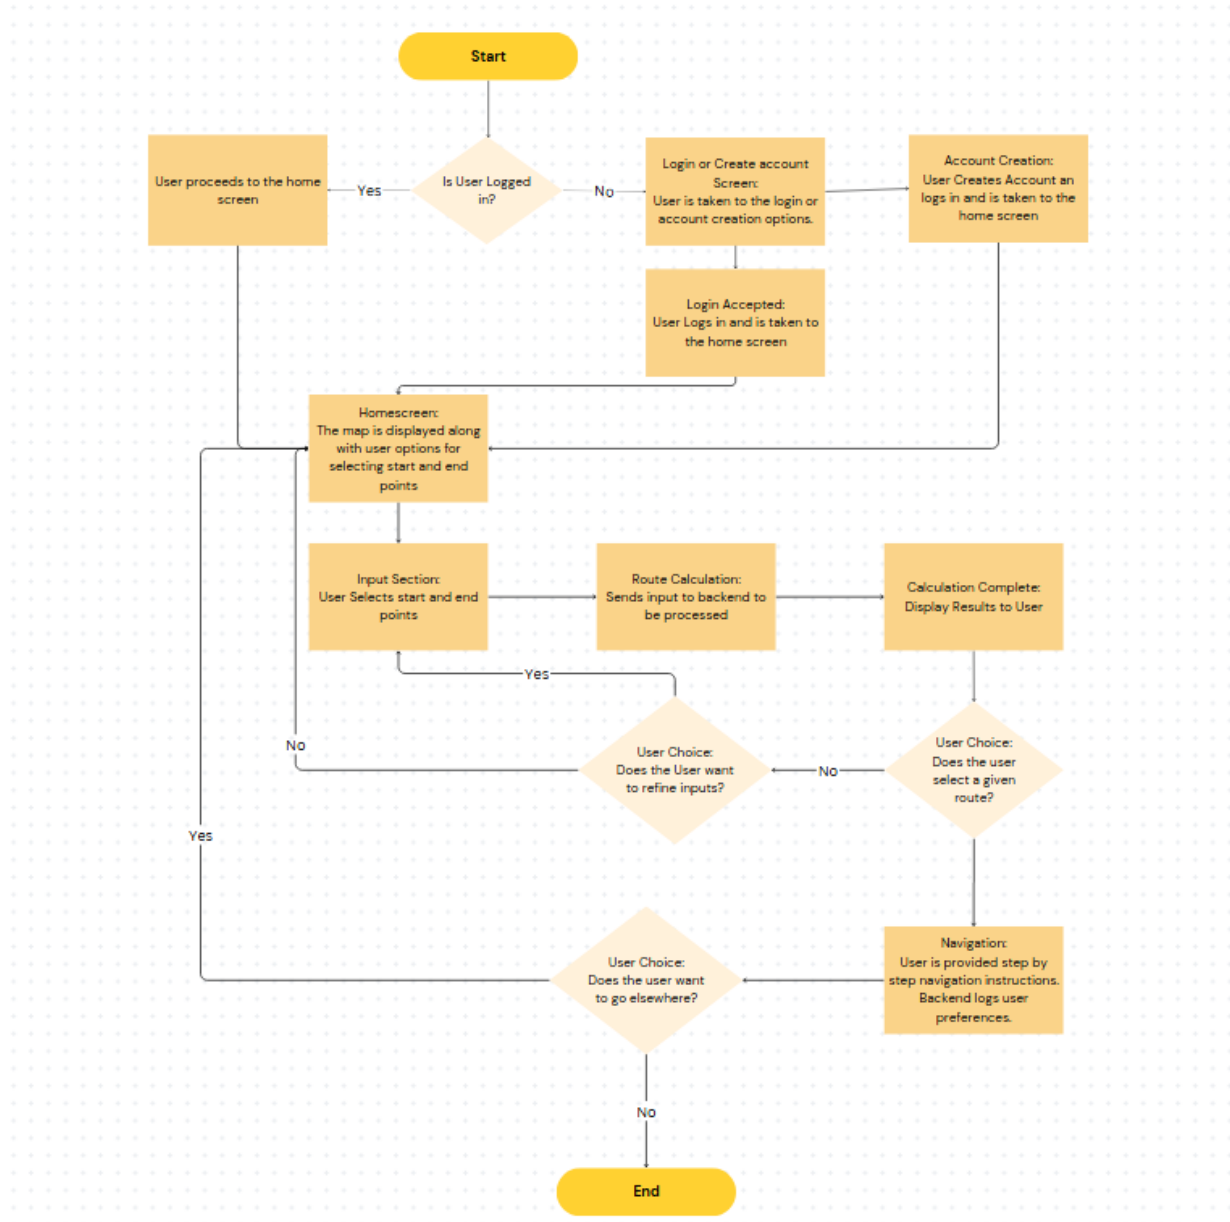 Start
User proceeds to the home
screen
Yes
Is User Logged
in?
No
Login or Create account
Screen:
User is taken to the login or
account creation options.
Account Creation:
User Creates Account an
logs in and is taken to the
home screen
Login Accepted:
User Logs in and is taken to
the home screen
Homescreen:
The map is displayed along
with user options for
selecting start and end
points
Input Section:
User Selects start and end
points
Route Calculation:
Sends input to backend to
be processed
Calculation Complete:
Display Results to User
Yes
No
User Choice:
Does the User want
to refine inputs?
No
User Choice:
Does the user
select a given
route?
Yes
User Choice:
Does the user want
to go elsewhere?
Navigation:
User is provided step by
step navigation instructions.
Backend logs user
preferences.
No
End